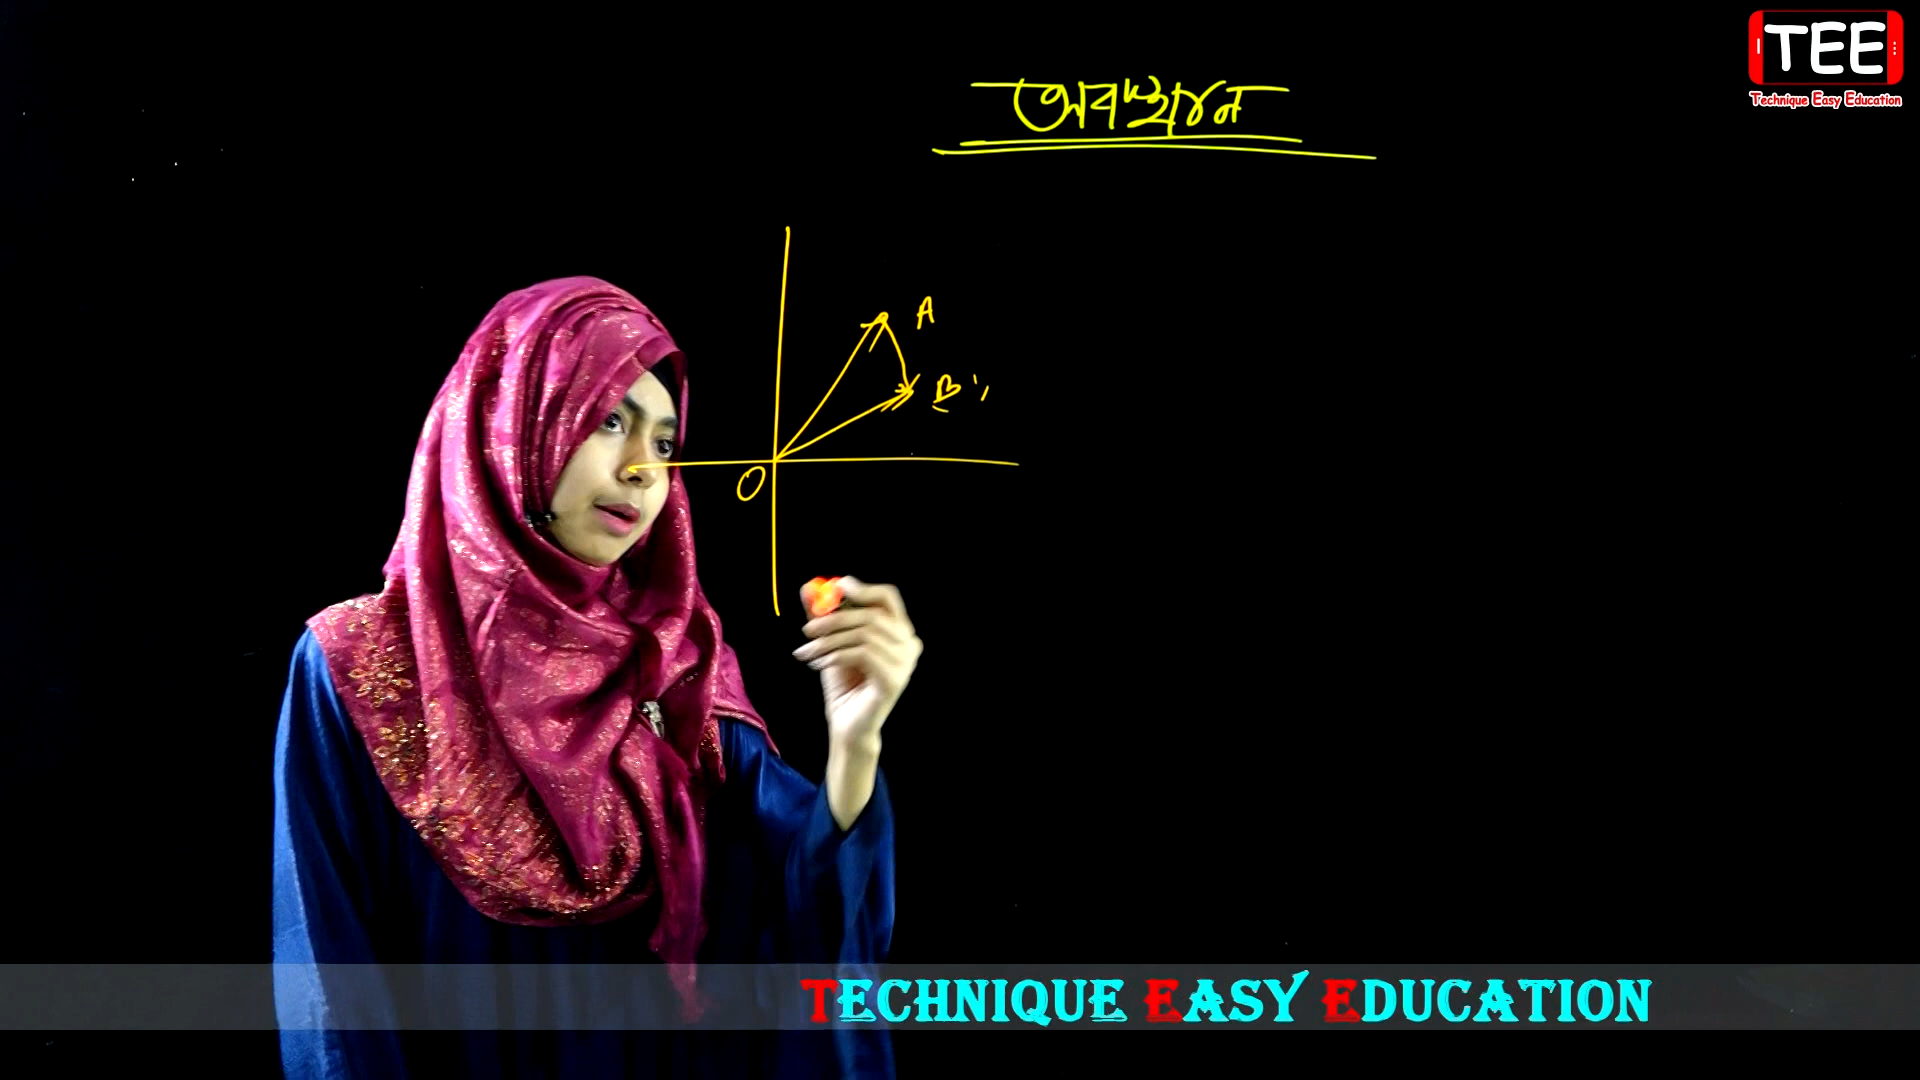 TEE
Technique Easy Education
অবস্থান
A
B
O
TECHNIQUE EASY EDUCATION